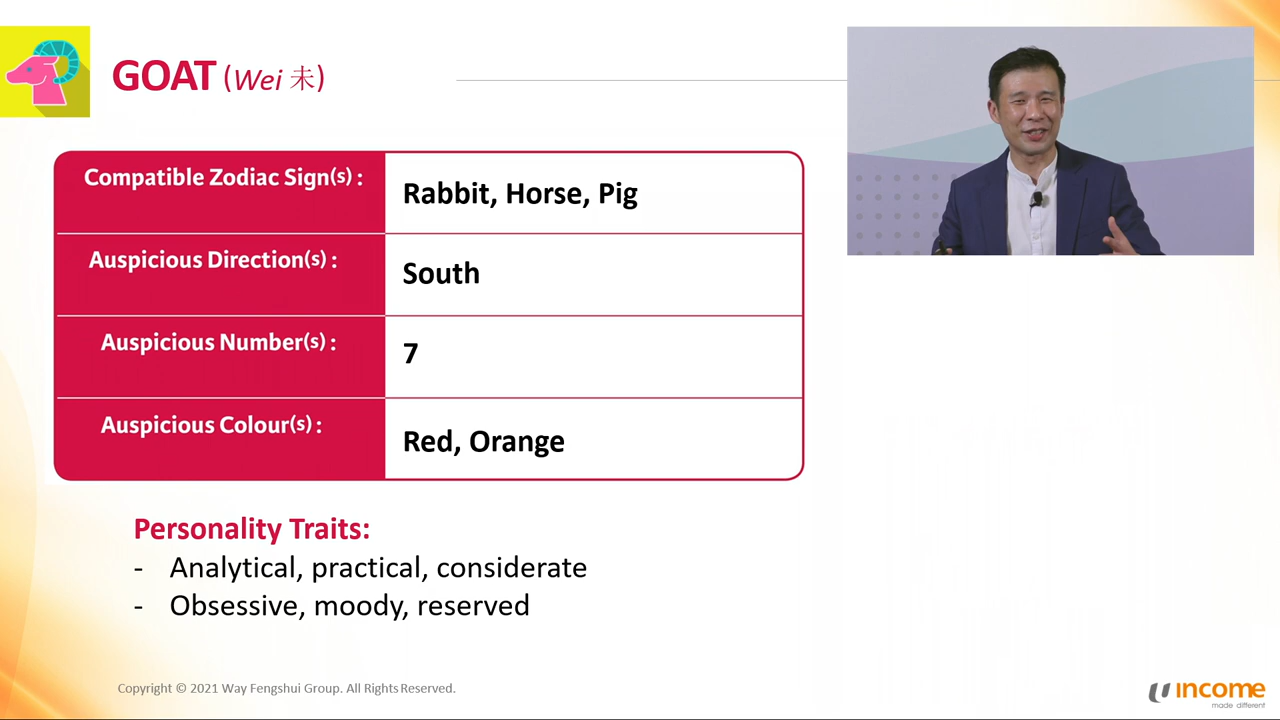 GOAT (Wei 未)
Compatible Zodiac Sign(s) :
Rabbit, Horse, Pig
Auspicious Direction(s) :
South
Auspicious Number(s) :
7
Auspicious Colour(s) :
Red, Orange
Personality Traits:
- Analytical, practical, considerate
- Obsessive, moody, reserved
Copyright © 2021 Way Fengshui Group. All Rights Reserved.
income
made different